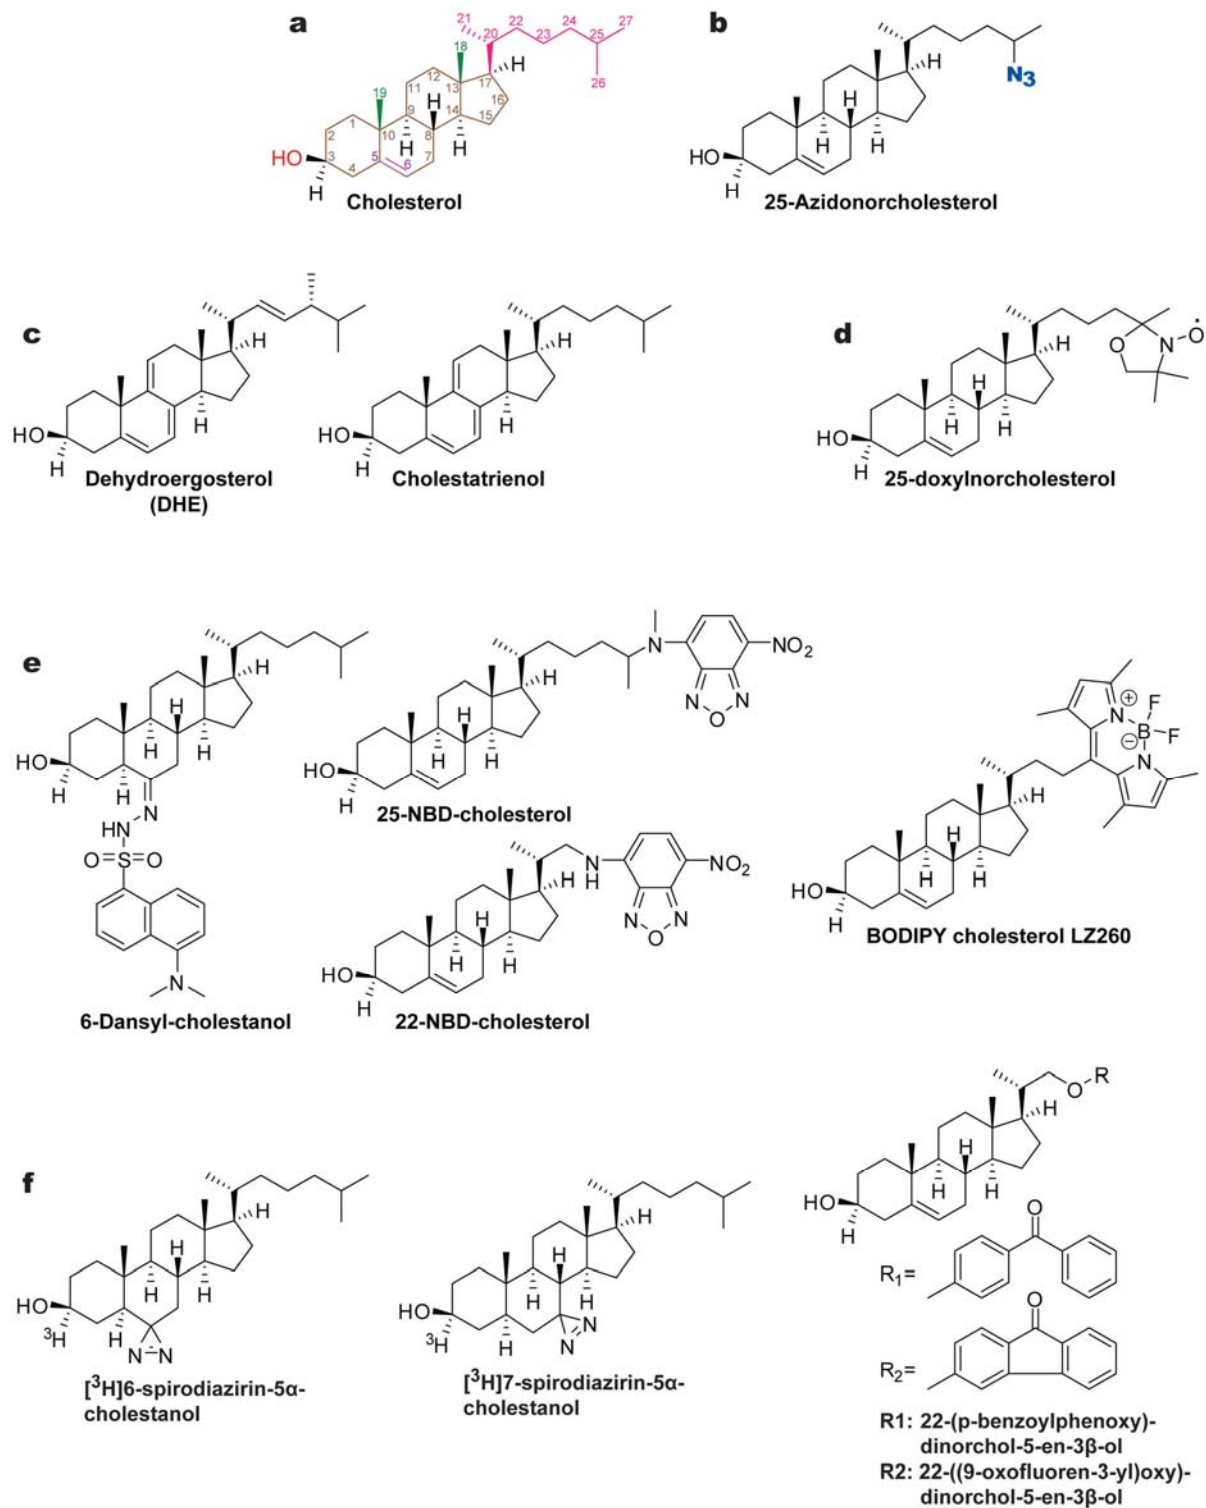 a
21
22
24
27
20
23
25
26
18
17
12
13
16
11
19
14
15
9
8
1
2
10
3
4
5
6
7
H
H
H
H
HO
H
Cholesterol
b
N3
H
H
H
H
HO
H
25-Azidonorcholesterol
c
H
H
HO
H
Dehydroergosterol
(DHE)
H
H
HO
H
Cholestatrienol
d
O
N
O
H
H
H
H
HO
H
25-doxylnorcholesterol
e
H
H
H
H
HO
H
H
N
HN
O=S=O
N
6-Dansyl-cholestanol
N
NO2
N
N
O
H
H
H
H
HO
H
25-NBD-cholesterol
N
H
NO2
N
N
O
H
H
H
H
HO
H
22-NBD-cholesterol
N
+
F
B
F
−
N
H
H
H
H
HO
H
BODIPY cholesterol LZ260
f
H
H
H
H
HO
3H
H
N=N
[3H]6-spirodiazirin-5α-
cholestanol
H
H
H
H
HO
3H
H
N
N
[3H]7-spirodiazirin-5α-
cholestanol
O
R
H
H
H
H
HO
H
O
R1=
O
R2=
R1: 22-(p-benzoylphenoxy)-
dinorchol-5-en-3β-ol
R2: 22-((9-oxofluoren-3-yl)oxy)-
dinorchol-5-en-3β-ol